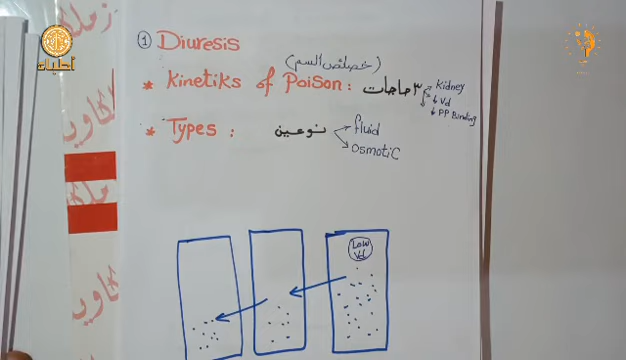 احلياك
① Diuresis
(خصائص السم)
* Kinetiks of Poison : ٣ حاجات
Kidney
↓ Vd
↓ PP Binding
* Types : نوعين
fluid
osmotic
Low
Vd